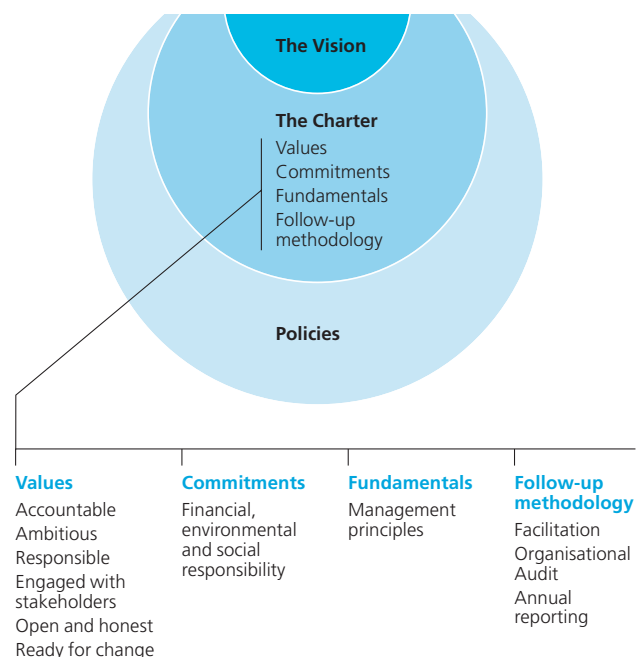 The Vision
The Charter
Values
Commitments
Fundamentals
Follow-up
methodology
Policies
Values
Accountable
Ambitious
Responsible
Engaged with
stakeholders
Open and honest
Ready for change
Commitments
Financial,
environmental
and social
responsibility
Fundamentals
Management
principles
Follow-up
methodology
Facilitation
Organisational
Audit
Annual
reporting